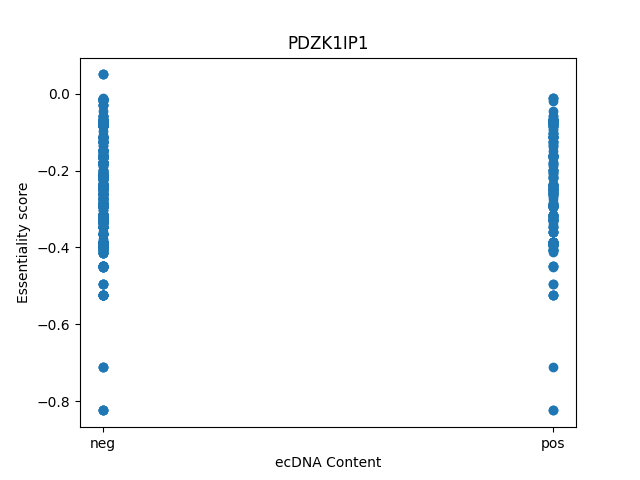 PDZK1IP1
Essentiality score
0.0
−0.2
−0.4
−0.6
−0.8
neg
pos
ecDNA Content